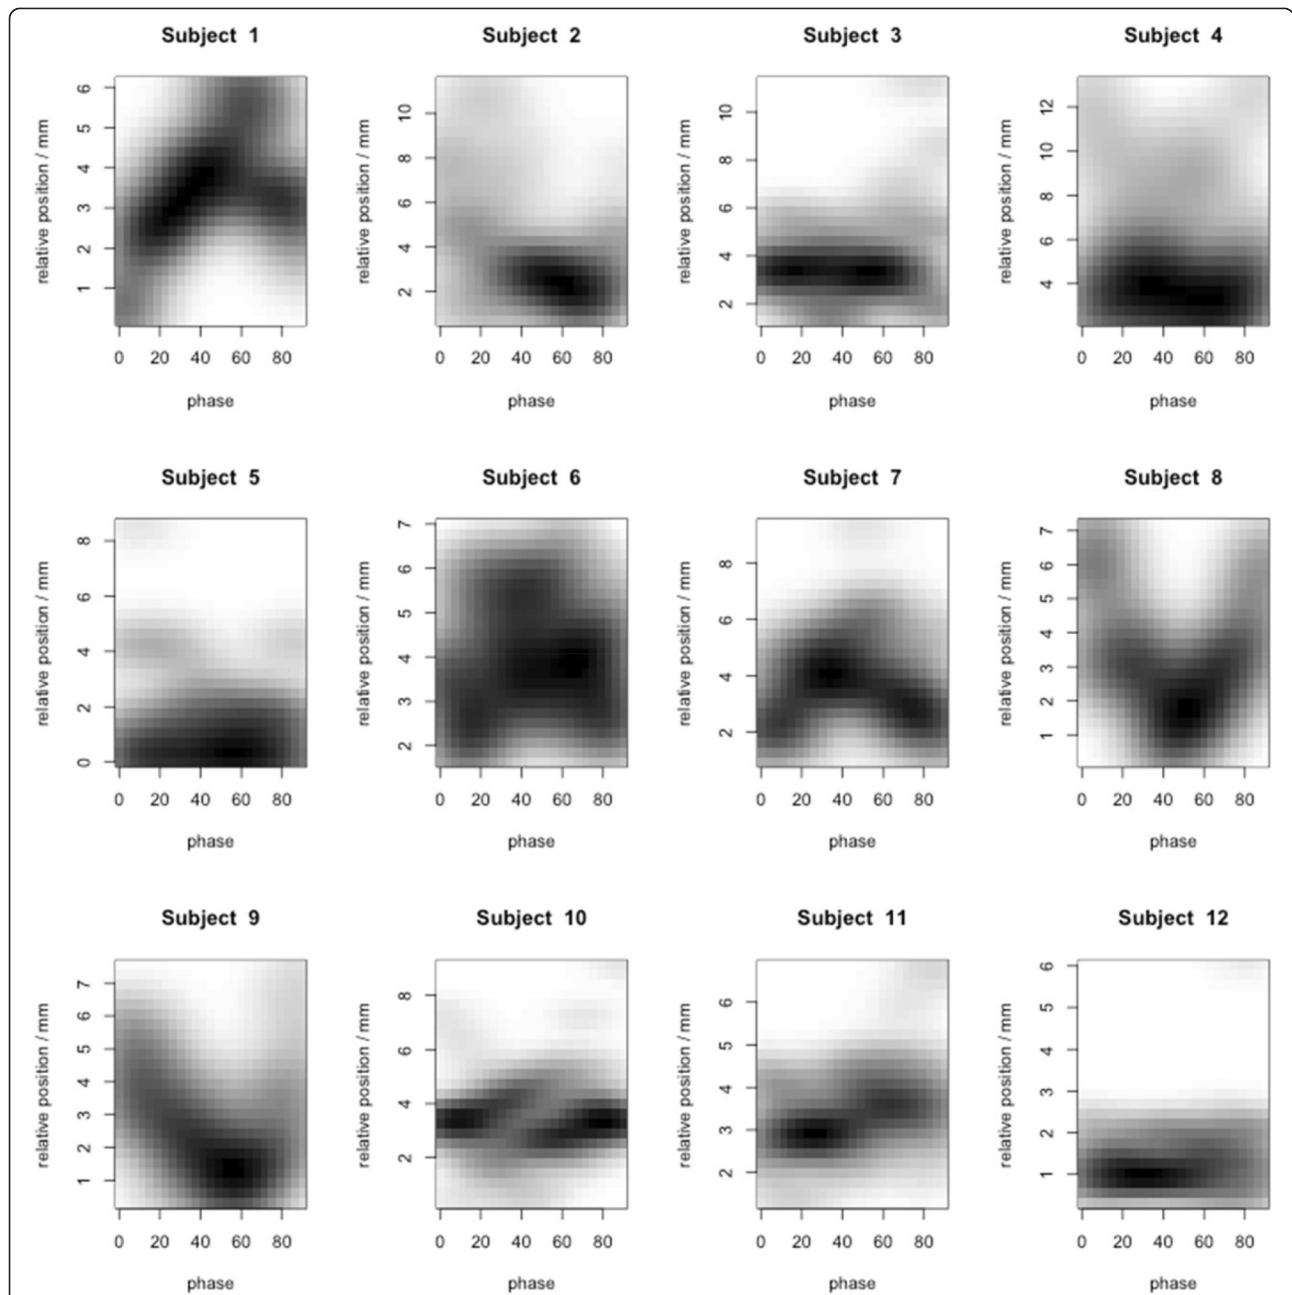 Subject 1
Subject 2
Subject 3
Subject 4
relative position / mm
1 2 3 4 5 6
0 20 40 60 80
phase
relative position / mm
2 4 6 8 10
0 20 40 60 80
phase
relative position / mm
2 4 6 8 10
0 20 40 60 80
phase
relative position / mm
4 6 8 10 12
0 20 40 60 80
phase
Subject 5
Subject 6
Subject 7
Subject 8
relative position / mm
0 2 4 6 8
0 20 40 60 80
phase
relative position / mm
2 3 4 5 6 7
0 20 40 60 80
phase
relative position / mm
2 4 6 8
0 20 40 60 80
phase
relative position / mm
1 2 3 4 5 6 7
0 20 40 60 80
phase
Subject 9
Subject 10
Subject 11
Subject 12
relative position / mm
1 2 3 4 5 6 7
0 20 40 60 80
phase
relative position / mm
2 4 6 8
0 20 40 60 80
phase
relative position / mm
2 3 4 5 6
0 20 40 60 80
phase
relative position / mm
1 2 3 4 5 6
0 20 40 60 80
phase